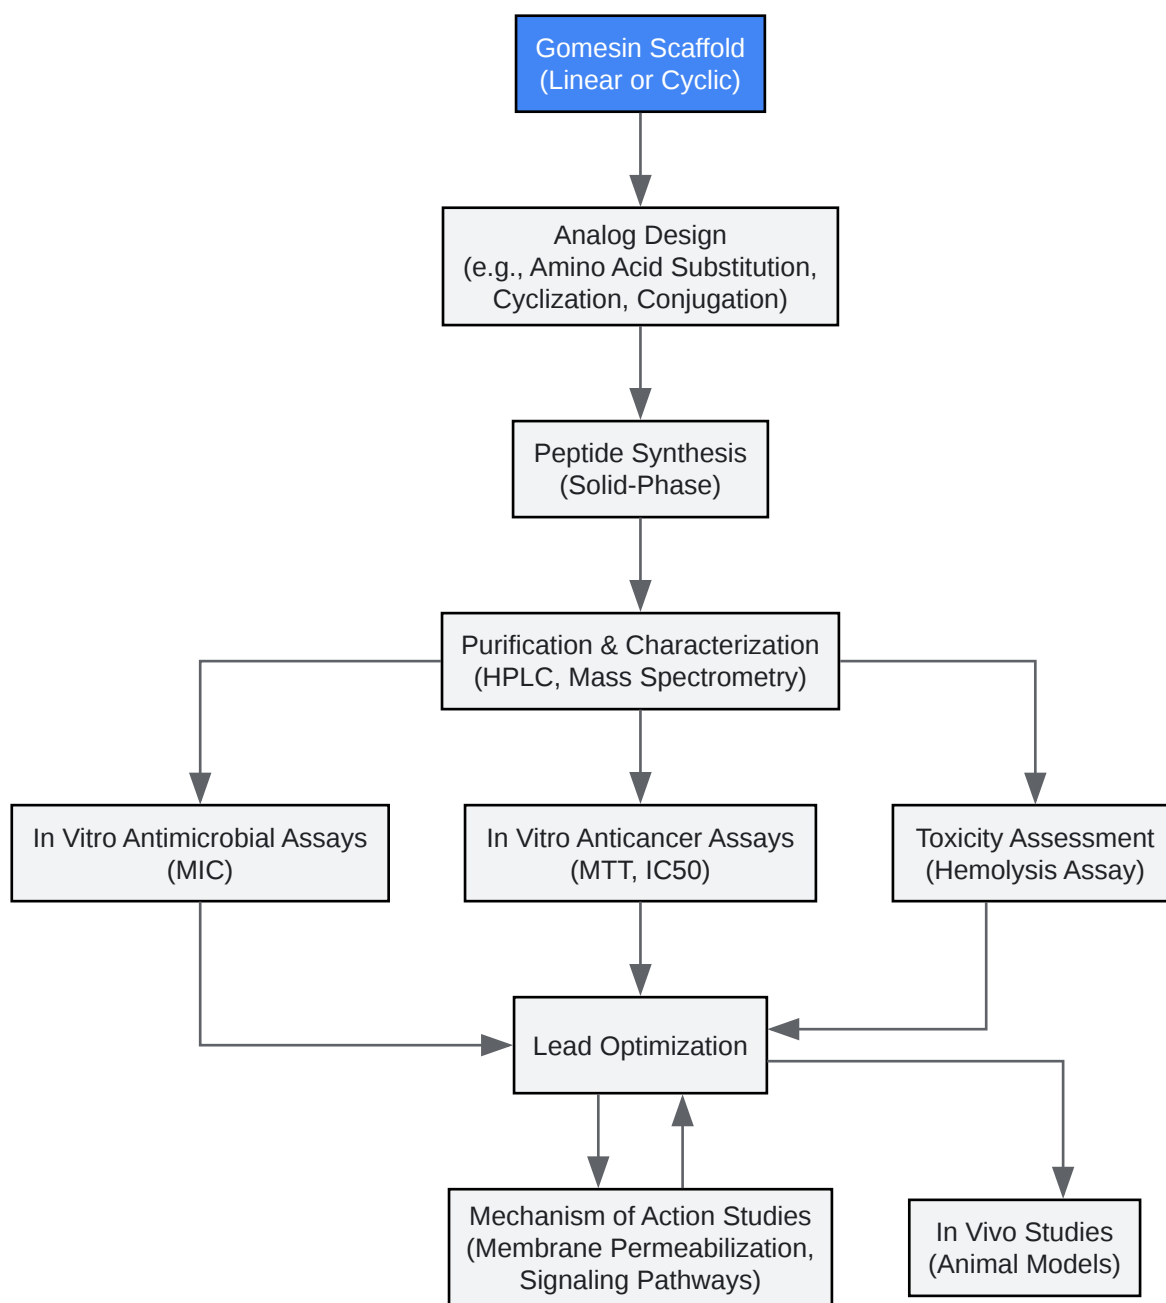 Gomesin Scaffold
(Linear or Cyclic)
Analog Design
(e.g., Amino Acid Substitution,
Cyclization, Conjugation)
Peptide Synthesis
(Solid-Phase)
Purification & Characterization
(HPLC, Mass Spectrometry)
In Vitro Antimicrobial Assays
(MIC)
In Vitro Anticancer Assays
(MTT, IC50)
Toxicity Assessment
(Hemolysis Assay)
Lead Optimization
Mechanism of Action Studies
(Membrane Permeabilization,
Signaling Pathways)
In Vivo Studies
(Animal Models)